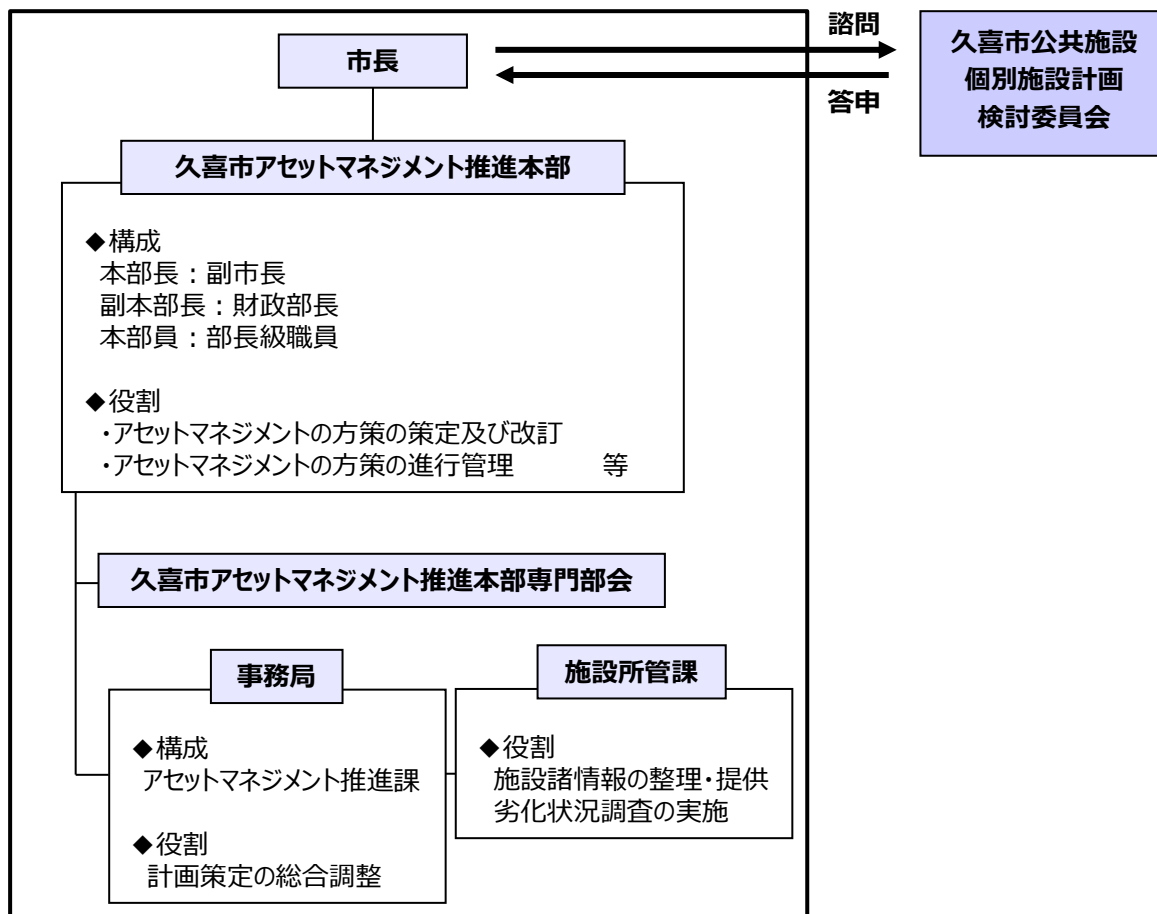 市長
諮問
答申
久喜市公共施設
個別施設計画
検討委員会
久喜市アセットマネジメント推進本部
◆構成
本部長：副市長
副本部長：財政部長
本部員：部長級職員
◆役割
・アセットマネジメントの方策の策定及び改訂
・アセットマネジメントの方策の進行管理　　　等
久喜市アセットマネジメント推進本部専門部会
事務局
◆構成
アセットマネジメント推進課
◆役割
計画策定の総合調整
施設所管課
◆役割
施設諸情報の整理・提供
劣化状況調査の実施